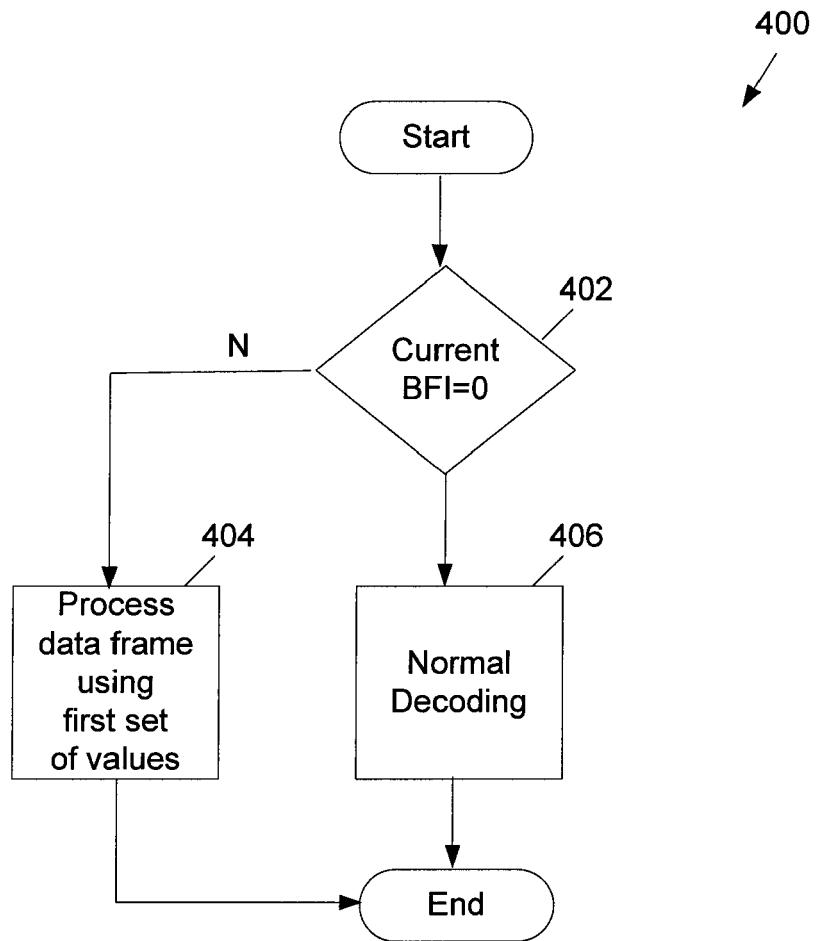 400
Start
402
Current
BFI=0
N
404
Process
data frame
using
first set
of values
406
Normal
Decoding
End